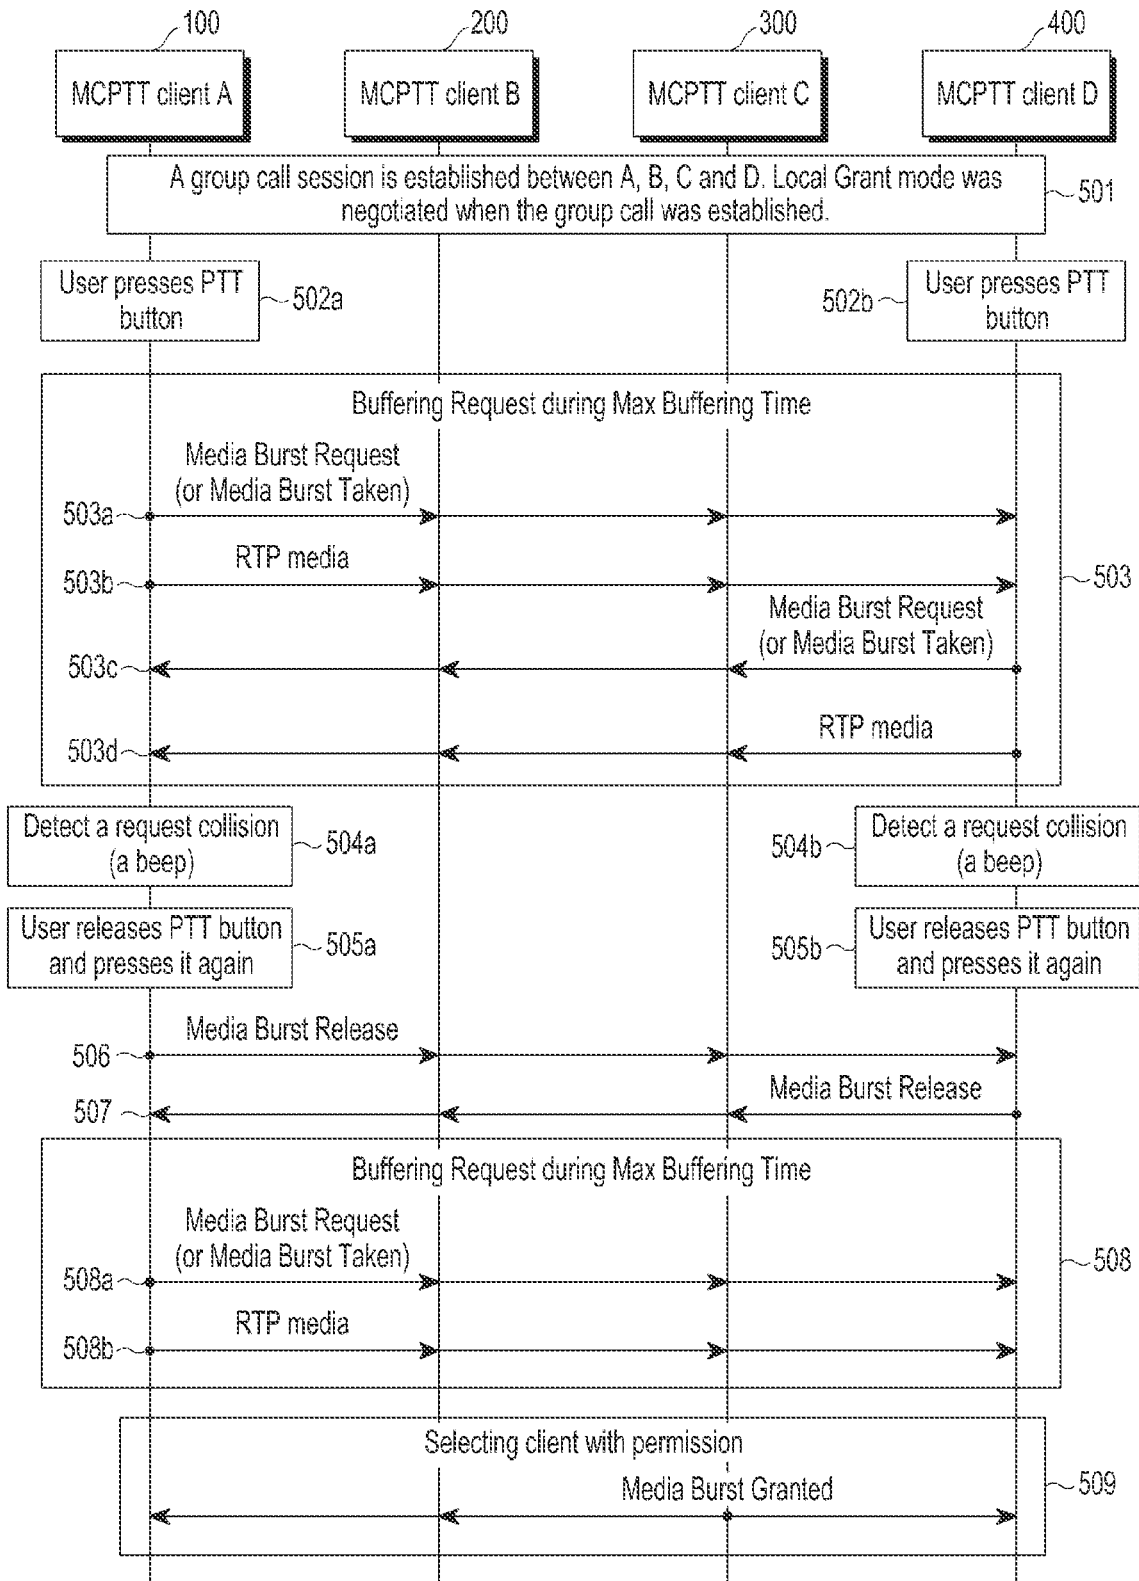 100
200
300
400
MCPTT client A
MCPTT client B
MCPTT client C
MCPTT client D
A group call session is established between A, B, C and D. Local Grant mode was
negotiated when the group call was established.
501
User presses PTT
button
502a
502b
User presses PTT
button
Buffering Request during Max Buffering Time
Media Burst Request
(or Media Burst Taken)
503a
RTP media
503b
503
Media Burst Request
(or Media Burst Taken)
503c
RTP media
503d
Detect a request collision
(a beep)
504a
504b
Detect a request collision
(a beep)
User releases PTT button
and presses it again
505a
505b
User releases PTT button
and presses it again
Media Burst Release
506
Media Burst Release
507
Buffering Request during Max Buffering Time
Media Burst Request
(or Media Burst Taken)
508a
508
RTP media
508b
Selecting client with permission
Media Burst Granted
509